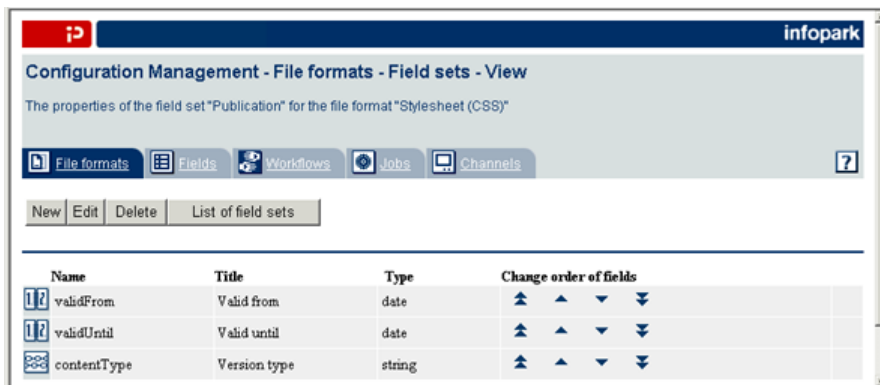 infopark
Configuration Management - File formats - Field sets - View
The properties of the field set "Publication" for the file format "Stylesheet (CSS)"
File formats Fields Workflows Jobs Channels ?
New Edit Delete List of field sets
Name Title Type Change order of fields
validFrom Valid from date
validUntil Valid until date
contentType Version type string